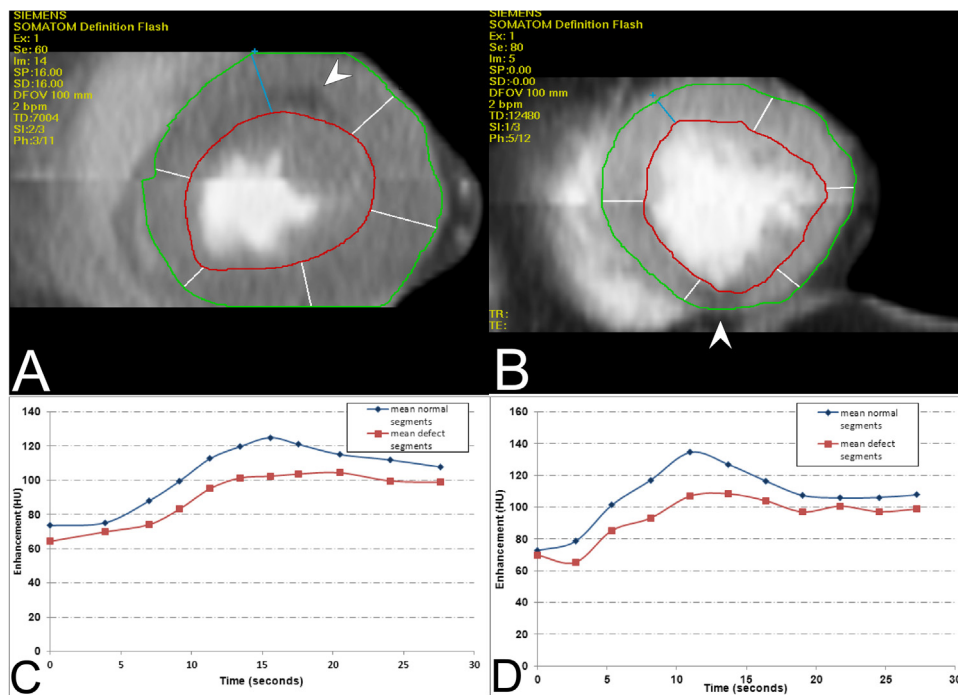 SIEMENS
SOMATOM Definition Flash
Ex: 1
Se: 60
Im: 14
SP:16.00
SD:16.00
DFOV 100 mm
2 bpm
TD:7004
SI:2/3
Ph:3/11
A
SIEMENS
SOMATOM Definition Flash
Ex: 1
Se: 80
Im: 5
SP:0.00
SD:-0.00
DFOV 100 mm
2 bpm
TD:12480
SI:1/3
Ph:5/12
TR:
TE:
B
140
120
100
80
60
40
20
0
Enhancement (HU)
mean normal
segments
mean defect
segments
0
5
10
15
20
25
30
Time (seconds)
C
160
140
120
100
80
60
40
20
0
Enhancement (HU)
mean normal
segments
mean defect
segments
0
5
10
15
20
25
30
Time (seconds)
D